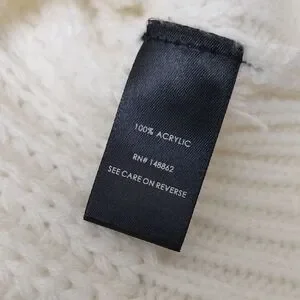 100% ACRYLIC
RN# 148862
SEE CARE ON REVERSE